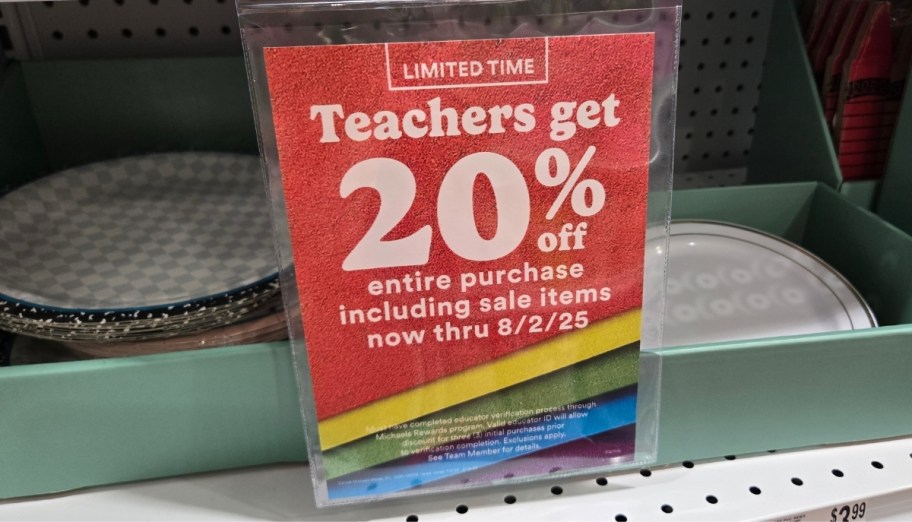 LIMITED TIME
Teachers get
20%
off
entire purchase
including sale items
now thru 8/2/25
Must have completed educator verification process through
Michaels Rewards program. Valid educator ID will allow
discount for three (3) initial purchases prior
to verification completion. Exclusions apply.
See Team Member for details.
$3.99